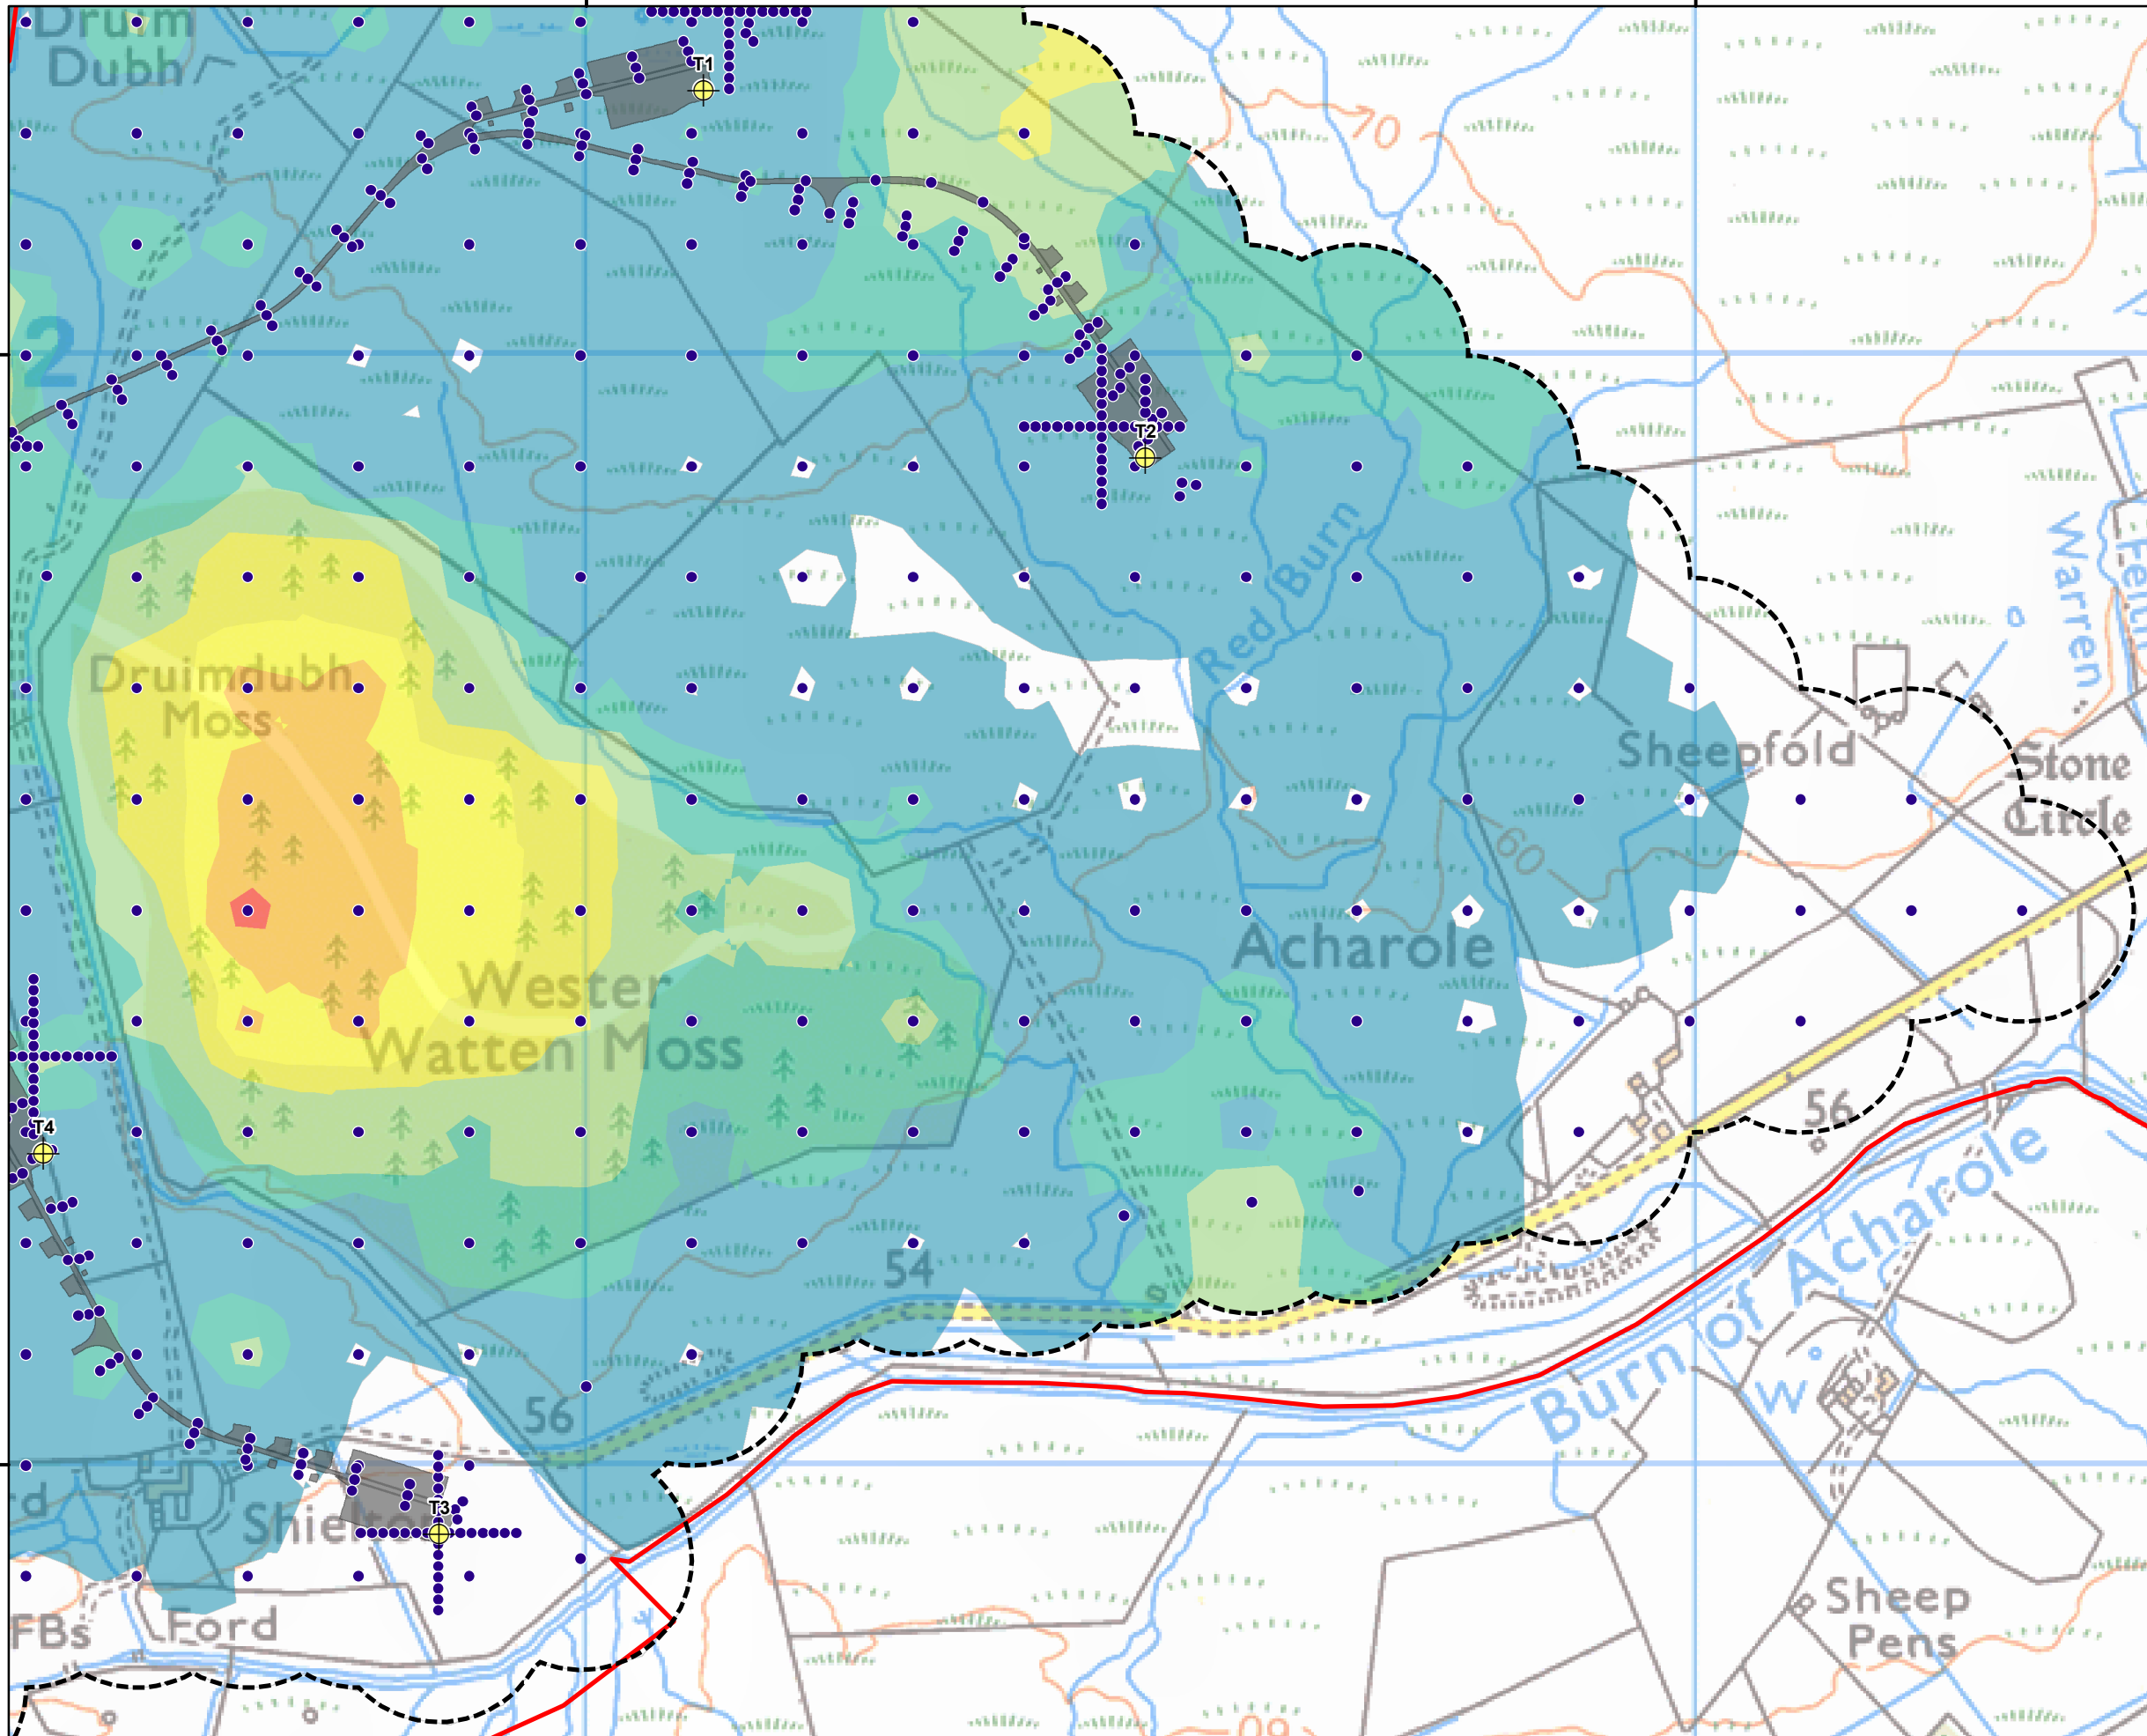 Druim
Dubh
T1
70
2
T2
Red Burn
Warren
Druimdubh
Moss
Sheepfold
Stone
Circle
60
Acharole
Wester
Watten Moss
T4
56
54
Burn of Acharole
56
W
d
Shielton
T3
FBs
Ford
Sheep
Pens
60